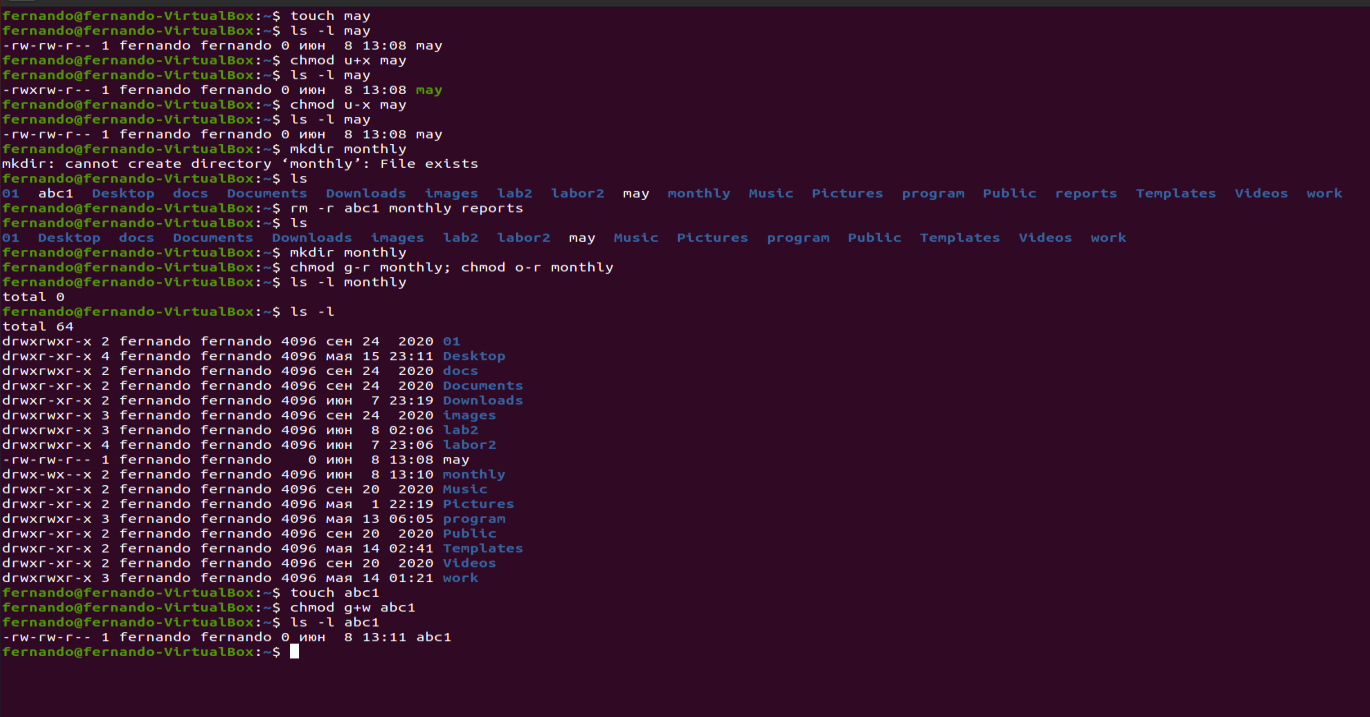 fernando@fernando-VirtualBox:~$ touch may
fernando@fernando-VirtualBox:~$ ls -l may
-rw-rw-r-- 1 fernando fernando 0 июн  8 13:08 may
fernando@fernando-VirtualBox:~$ chmod u+x may
fernando@fernando-VirtualBox:~$ ls -l may
-rwxrw-r-- 1 fernando fernando 0 июн  8 13:08 may
fernando@fernando-VirtualBox:~$ chmod u-x may
fernando@fernando-VirtualBox:~$ ls -l may
-rw-rw-r-- 1 fernando fernando 0 июн  8 13:08 may
fernando@fernando-VirtualBox:~$ mkdir monthly
mkdir: cannot create directory ‘monthly’: File exists
fernando@fernando-VirtualBox:~$ ls
01  abc1  Desktop  docs  Documents  Downloads  images  lab2  labor2  may  monthly  Music  Pictures  program  Public  reports  Templates  Videos  work
fernando@fernando-VirtualBox:~$ rm -r abc1 monthly reports
fernando@fernando-VirtualBox:~$ ls
01  Desktop  docs  Documents  Downloads  images  lab2  labor2  may  Music  Pictures  program  Public  Templates  Videos  work
fernando@fernando-VirtualBox:~$ mkdir monthly
fernando@fernando-VirtualBox:~$ chmod g-r monthly; chmod o-r monthly
fernando@fernando-VirtualBox:~$ ls -l monthly
total 0
fernando@fernando-VirtualBox:~$ ls -l
total 64
drwxrwxr-x 2 fernando fernando 4096 сен 24  2020 01
drwxr-xr-x 4 fernando fernando 4096 мая 15 23:11 Desktop
drwxrwxr-x 2 fernando fernando 4096 сен 24  2020 docs
drwxr-xr-x 2 fernando fernando 4096 сен 24  2020 Documents
drwxr-xr-x 2 fernando fernando 4096 июн  7 23:19 Downloads
drwxrwxr-x 3 fernando fernando 4096 сен 24  2020 images
drwxrwxr-x 3 fernando fernando 4096 июн  8 02:06 lab2
drwxrwxr-x 4 fernando fernando 4096 июн  7 23:06 labor2
-rw-rw-r-- 1 fernando fernando    0 июн  8 13:08 may
drwx-wx--x 2 fernando fernando 4096 июн  8 13:10 monthly
drwxr-xr-x 2 fernando fernando 4096 сен 20  2020 Music
drwxr-xr-x 2 fernando fernando 4096 мая  1 22:19 Pictures
drwxrwxr-x 3 fernando fernando 4096 мая 13 06:05 program
drwxr-xr-x 2 fernando fernando 4096 сен 20  2020 Public
drwxr-xr-x 2 fernando fernando 4096 мая 14 02:41 Templates
drwxr-xr-x 2 fernando fernando 4096 сен 20  2020 Videos
drwxrwxr-x 3 fernando fernando 4096 мая 14 01:21 work
fernando@fernando-VirtualBox:~$ touch abc1
fernando@fernando-VirtualBox:~$ chmod g+w abc1
fernando@fernando-VirtualBox:~$ ls -l abc1
-rw-rw-r-- 1 fernando fernando 0 июн  8 13:11 abc1
fernando@fernando-VirtualBox:~$